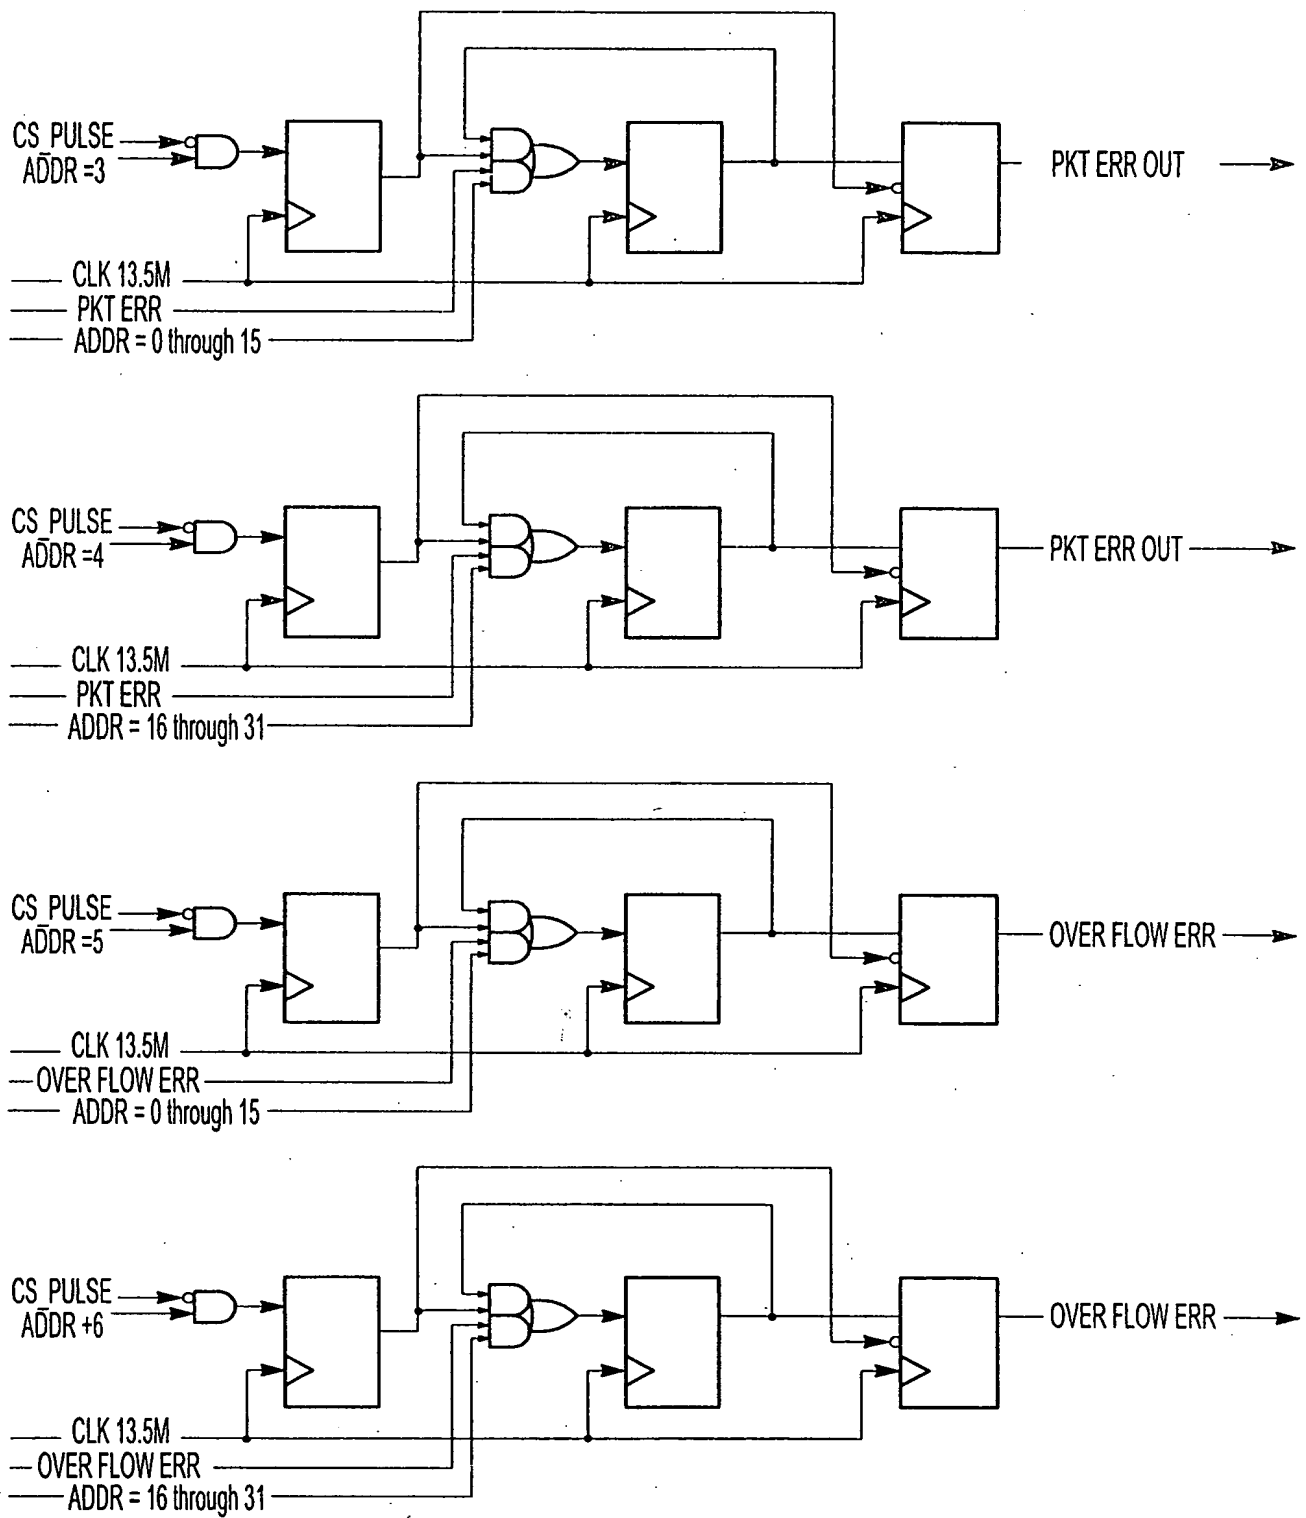 CS_PULSE
ADDR =3
PKT ERR OUT
CLK 13.5M
PKT ERR
ADDR = 0 through 15
CS_PULSE
ADDR =4
PKT ERR OUT
CLK 13.5M
PKT ERR
ADDR = 16 through 31
CS_PULSE
ADDR =5
OVER FLOW ERR
CLK 13.5M
OVER FLOW ERR
ADDR = 0 through 15
CS_PULSE
ADDR +6
OVER FLOW ERR
CLK 13.5M
OVER FLOW ERR
ADDR = 16 through 31